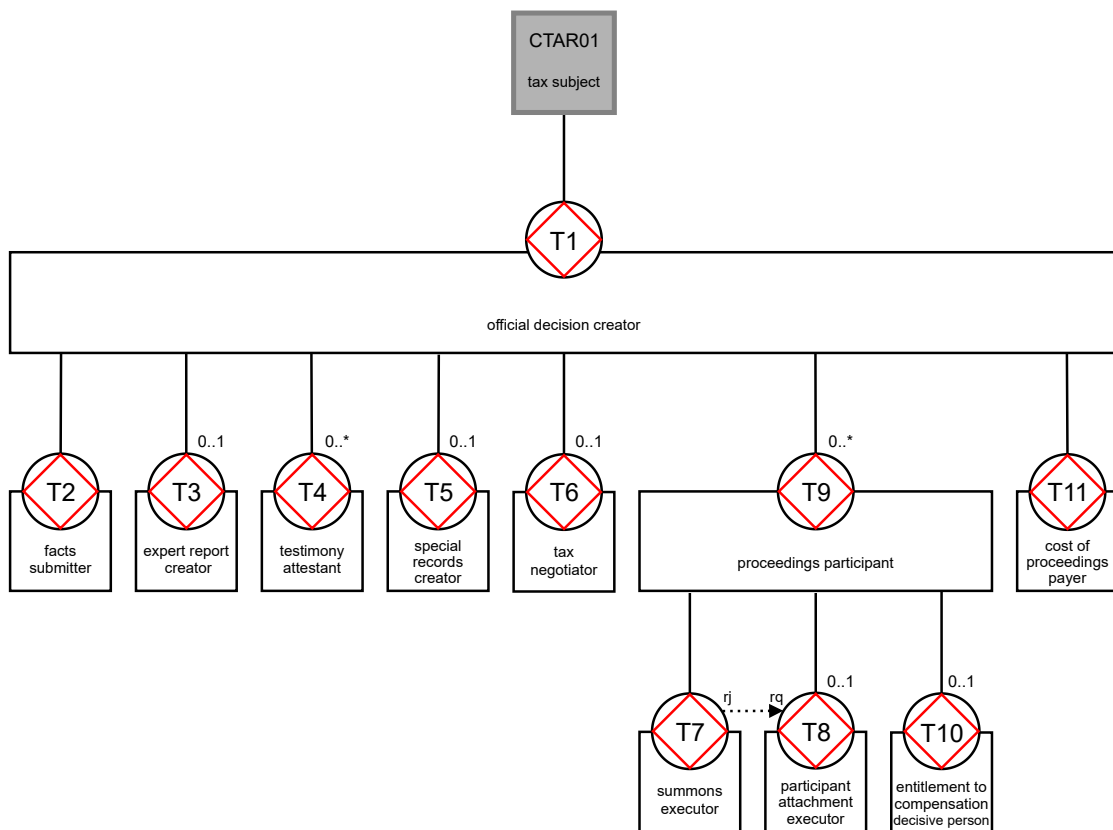 CTAR01
tax subject
T1
official decision creator
0..1
0..*
0..1
0..1
0..*
T2
T3
T4
T5
T6
T9
T11
facts
submitter
expert report
creator
testimony
attestant
special
records
creator
tax
negotiator
proceedings participant
cost of
proceedings
payer
rj
rq
0..1
0..1
T7
T8
T10
summons
executor
participant
attachment
executor
entitlement to
compensation
decisive person